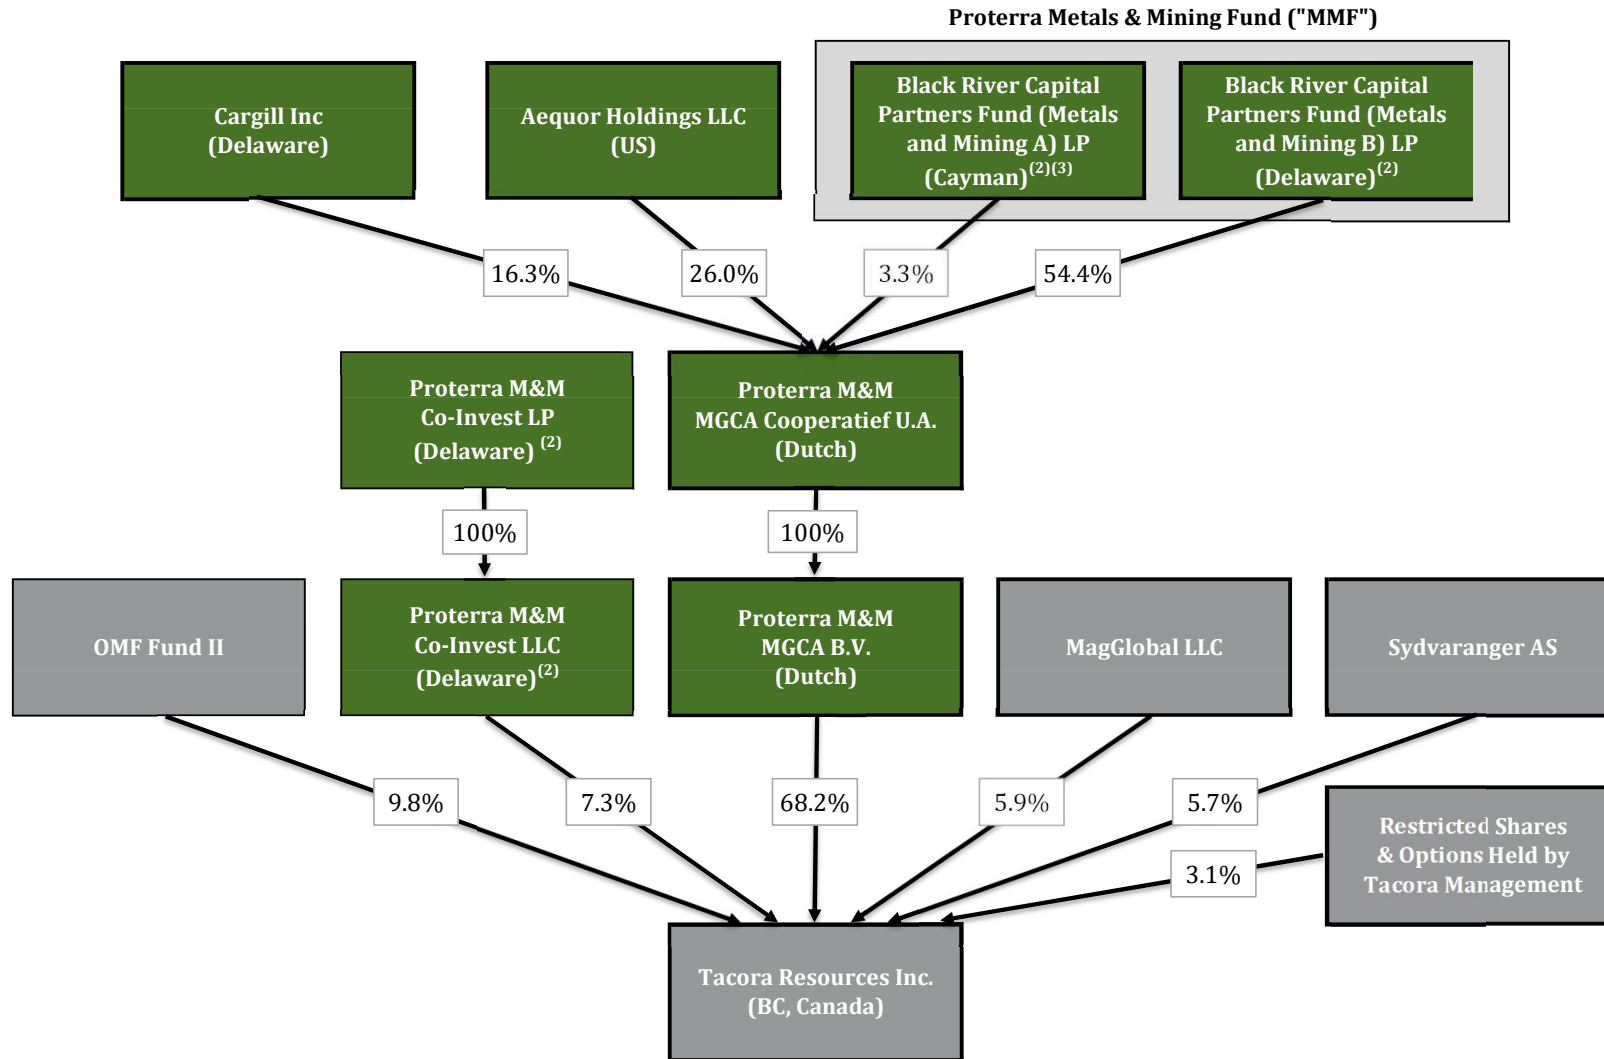 Proterra Metals & Mining Fund ("MMF")
Cargill Inc
(Delaware)
Aequor Holdings LLC
(US)
Black River Capital
Partners Fund (Metals
and Mining A) LP
(Cayman)(2)(3)
Black River Capital
Partners Fund (Metals
and Mining B) LP
(Delaware)(2)
16.3%
26.0%
3.3%
54.4%
Proterra M&M
Co-Invest LP
(Delaware) (2)
Proterra M&M
MGCA Cooperatief U.A.
(Dutch)
100%
100%
OMF Fund II
Proterra M&M
Co-Invest LLC
(Delaware)(2)
Proterra M&M
MGCA B.V.
(Dutch)
MagGlobal LLC
Sydvaranger AS
9.8%
7.3%
68.2%
5.9%
5.7%
Restricted Shares
& Options Held by
Tacora Management
3.1%
Tacora Resources Inc.
(BC, Canada)